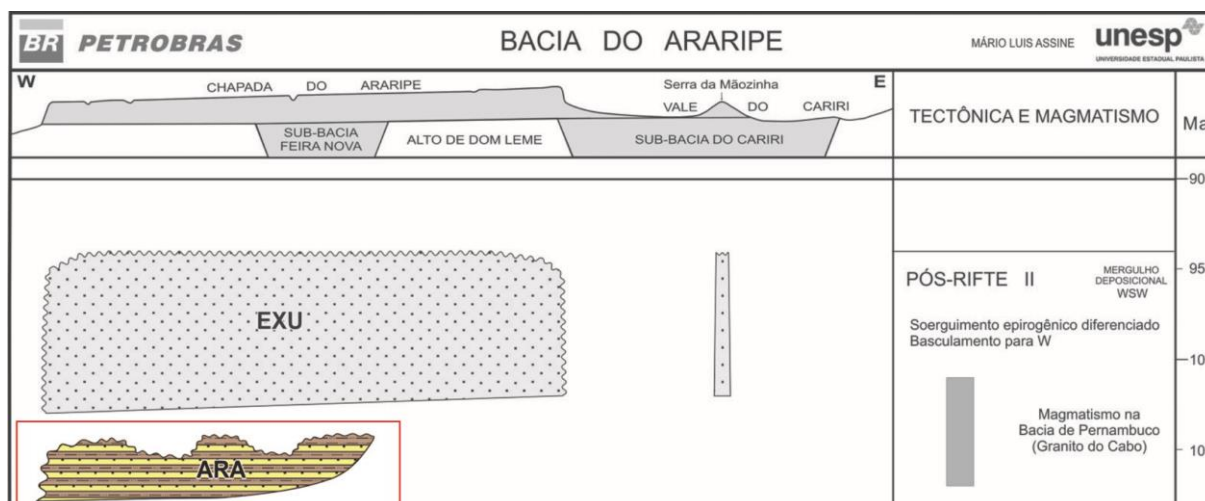 BR PETROBRAS
BACIA DO ARARIPE
MÁRIO LUIS ASSINE
unesp
UNIVERSIDADE ESTADUAL PAULISTA
W
E
CHAPADA DO ARARIPE
Serra da Mãozinha
VALE DO CARIRI
SUB-BACIA
FEIRA NOVA
ALTO DE DOM LEME
SUB-BACIA DO CARIRI
TECTÔNICA E MAGMATISMO
Ma
90
EXU
PÓS-RIFTE II
MERGULHO
DEPOSICIONAL
WSW
95
Soerguimento epirogênico diferenciado
Basculamento para W
10
Magmatismo na
Bacia de Pernambuco
(Granito do Cabo)
10
ARA